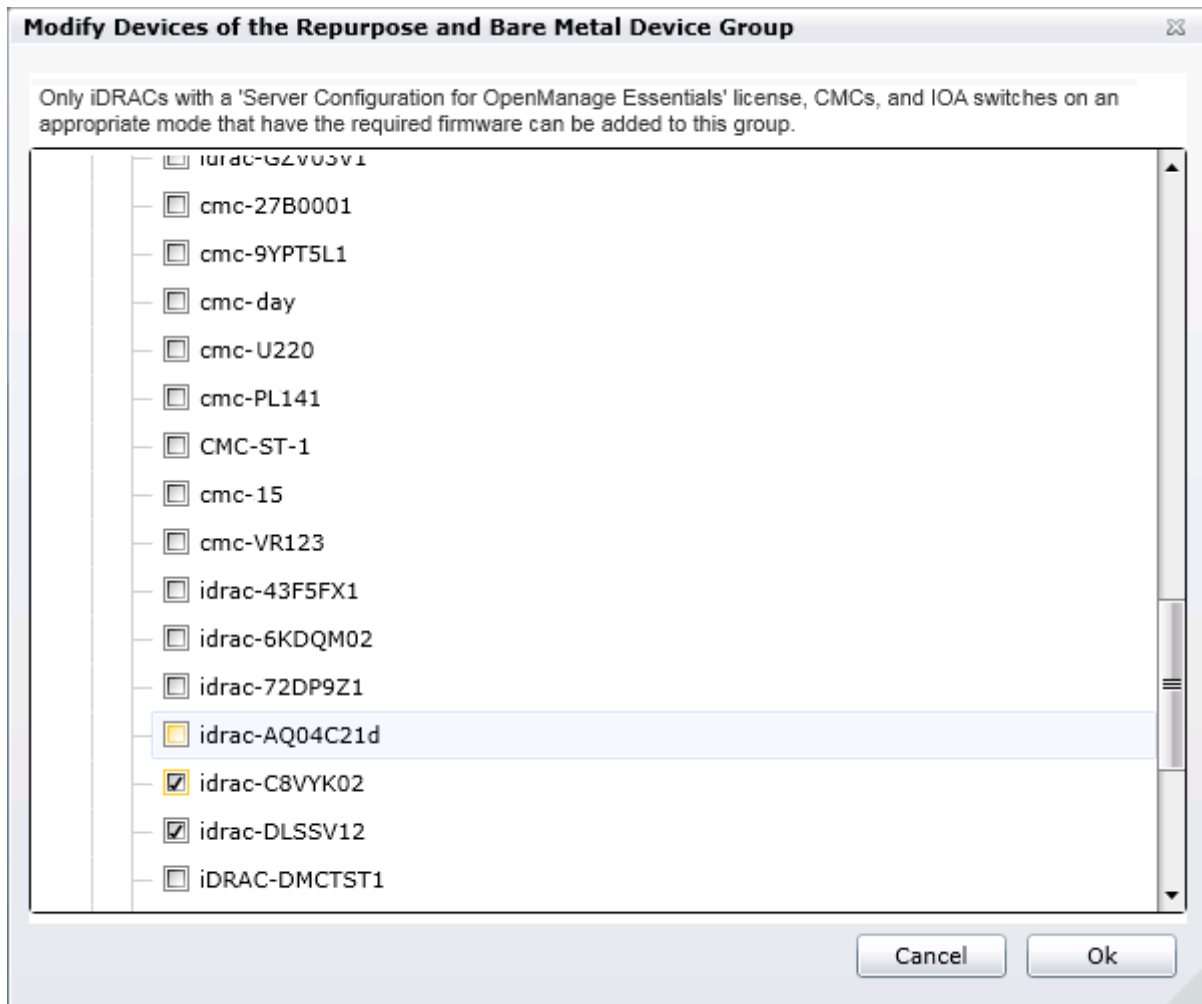 Modify Devices of the Repurpose and Bare Metal Device Group
Only iDRACs with a 'Server Configuration for OpenManage Essentials' license, CMCs, and IOA switches on an
appropriate mode that have the required firmware can be added to this group.
idrac-GZV03V1
cmc-27B0001
cmc-9YPT5L1
cmc-day
cmc-U220
cmc-PL141
CMC-ST-1
cmc-15
cmc-VR123
idrac-43F5FX1
idrac-6KDQM02
idrac-72DP9Z1
idrac-AQ04C21d
idrac-C8VYK02
idrac-DLSSV12
iDRAC-DMCTST1
Cancel
Ok